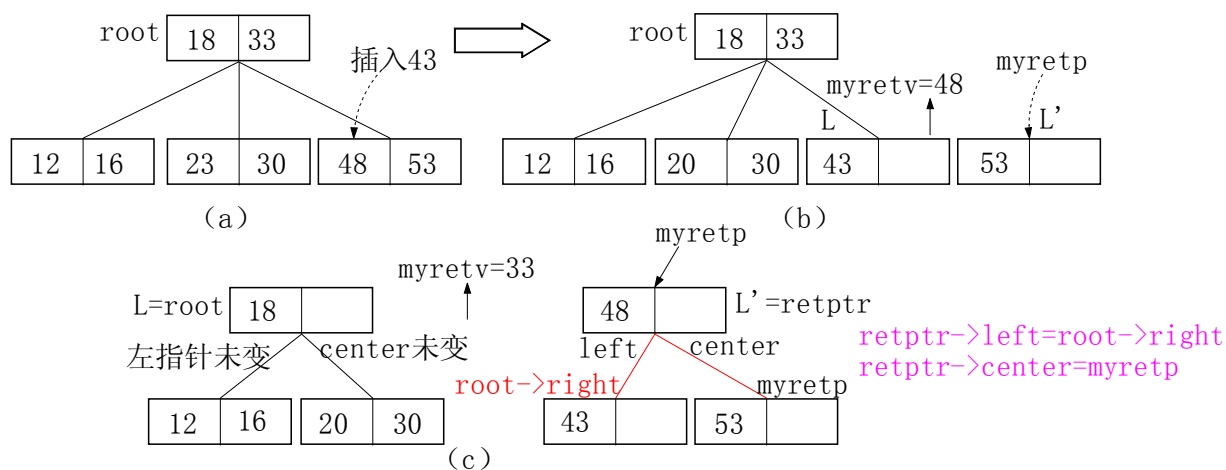 root 18 33
插入43
12 16 23 30 48 53
(a)
root 18 33
myretv=48
myretp
L L'
12 16 20 30 43 53
(b)
myretp
myretv=33
L=root 18
48 L'=retptr
左指针未变 center未变
left center
retptr->left=root->right
retptr->center=myretp
root->right myretp
12 16 20 30 43 53
(c)